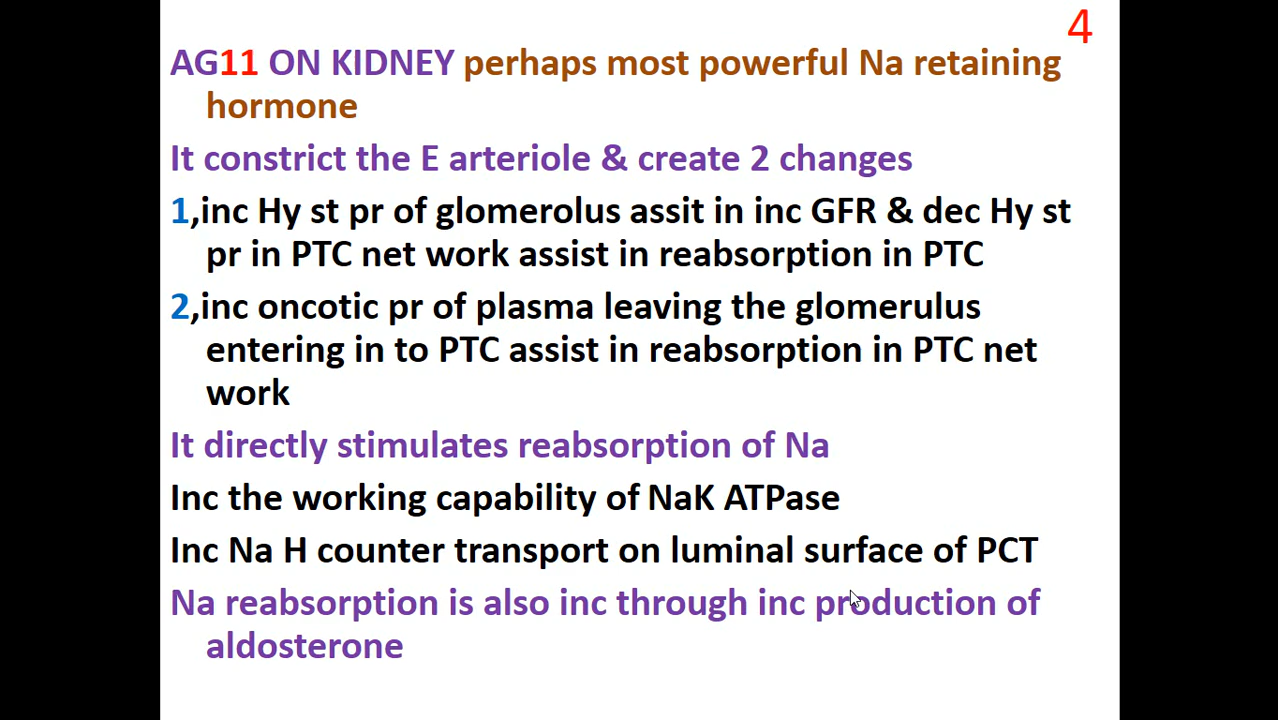 4
AG11 ON KIDNEY perhaps most powerful Na retaining
hormone
It constrict the E arteriole & create 2 changes
1,inc Hy st pr of glomerolus assit in inc GFR & dec Hy st
pr in PTC net work assist in reabsorption in PTC
2,inc oncotic pr of plasma leaving the glomerulus
entering in to PTC assist in reabsorption in PTC net
work
It directly stimulates reabsorption of Na
Inc the working capability of NaK ATPase
Inc Na H counter transport on luminal surface of PCT
Na reabsorption is also inc through inc production of
aldosterone